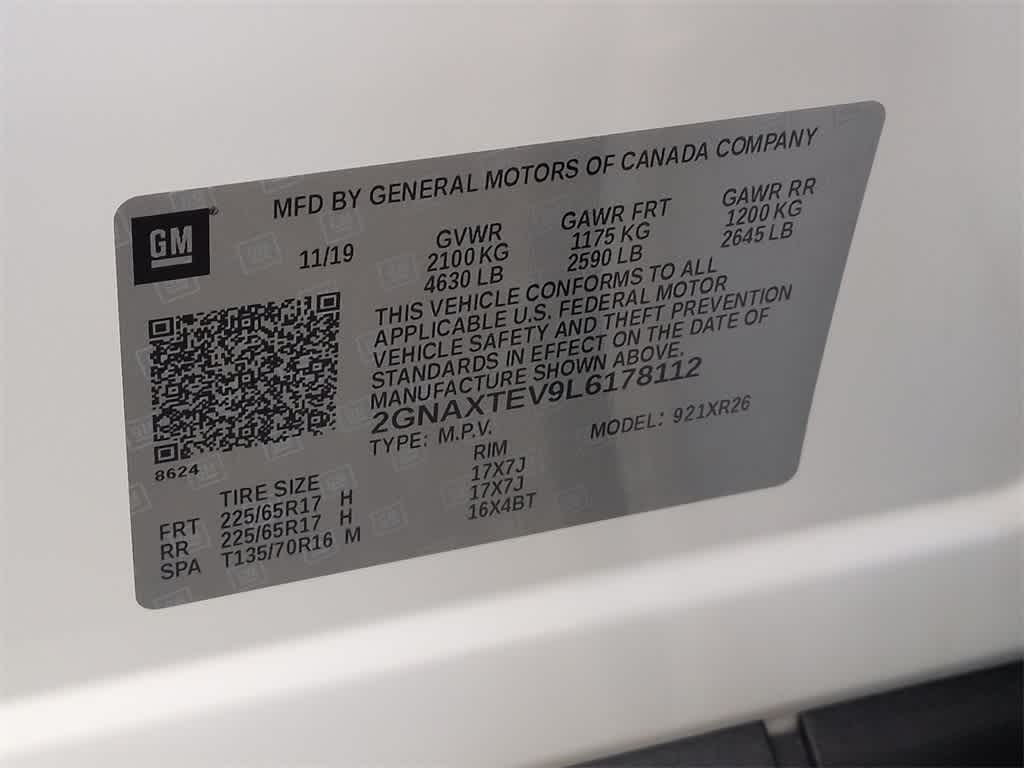 MFD BY GENERAL MOTORS OF CANADA COMPANY
GM
11/19
GVWR
2100 KG
4630 LB
GAWR FRT
1175 KG
2590 LB
GAWR RR
1200 KG
2645 LB
THIS VEHICLE CONFORMS TO ALL
APPLICABLE U.S. FEDERAL MOTOR
VEHICLE SAFETY AND THEFT PREVENTION
STANDARDS IN EFFECT ON THE DATE OF
MANUFACTURE SHOWN ABOVE.
2GNAXTEV9L6178112
TYPE: M.P.V.
MODEL: 921XR26
8624
TIRE SIZE RIM
FRT 225/65R17 H 17X7J
RR 225/65R17 H 17X7J
SPA T135/70R16 M 16X4BT